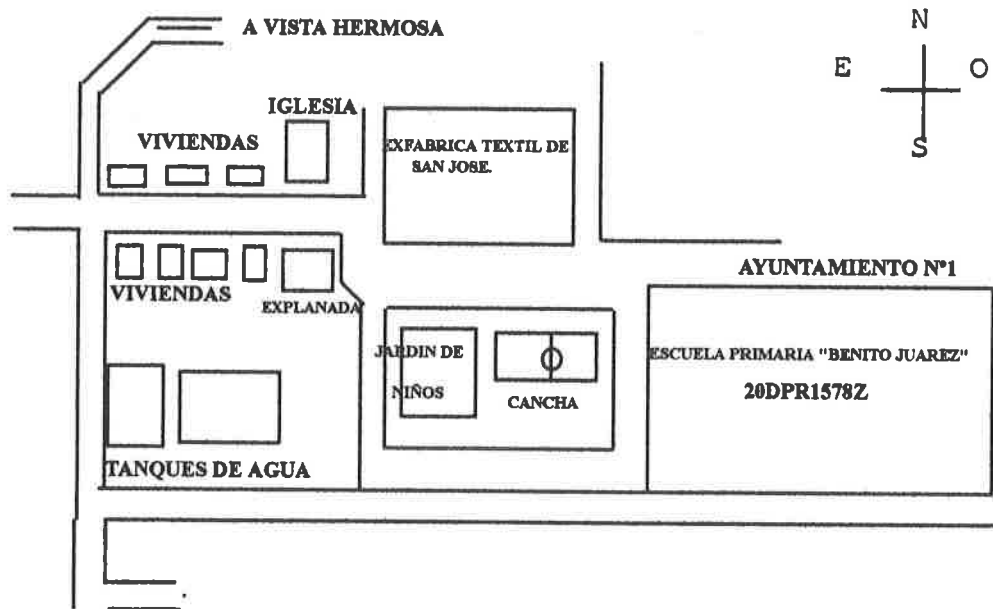 A VISTA HERMOSA
N
E
O
S
IGLESIA
VIVIENDAS
EXFABRICA TEXTIL DE
SAN JOSE.
AYUNTAMIENTO Nº1
VIVIENDAS
EXPLANADA
JARDIN DE
NIÑOS
CANCHA
ESCUELA PRIMARIA "BENITO JUAREZ"
20DPR1578Z
TANQUES DE AGUA